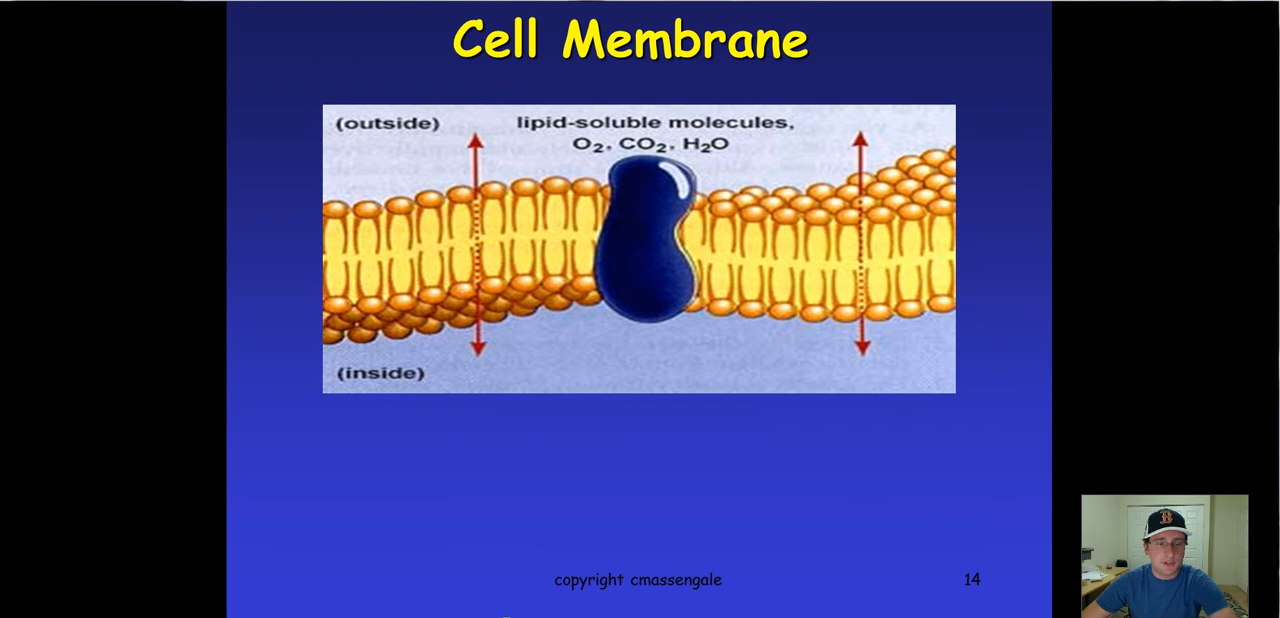 Cell Membrane
(outside)
lipid-soluble molecules,
O₂, CO₂, H₂O
(inside)
copyright cmassengale
14
B